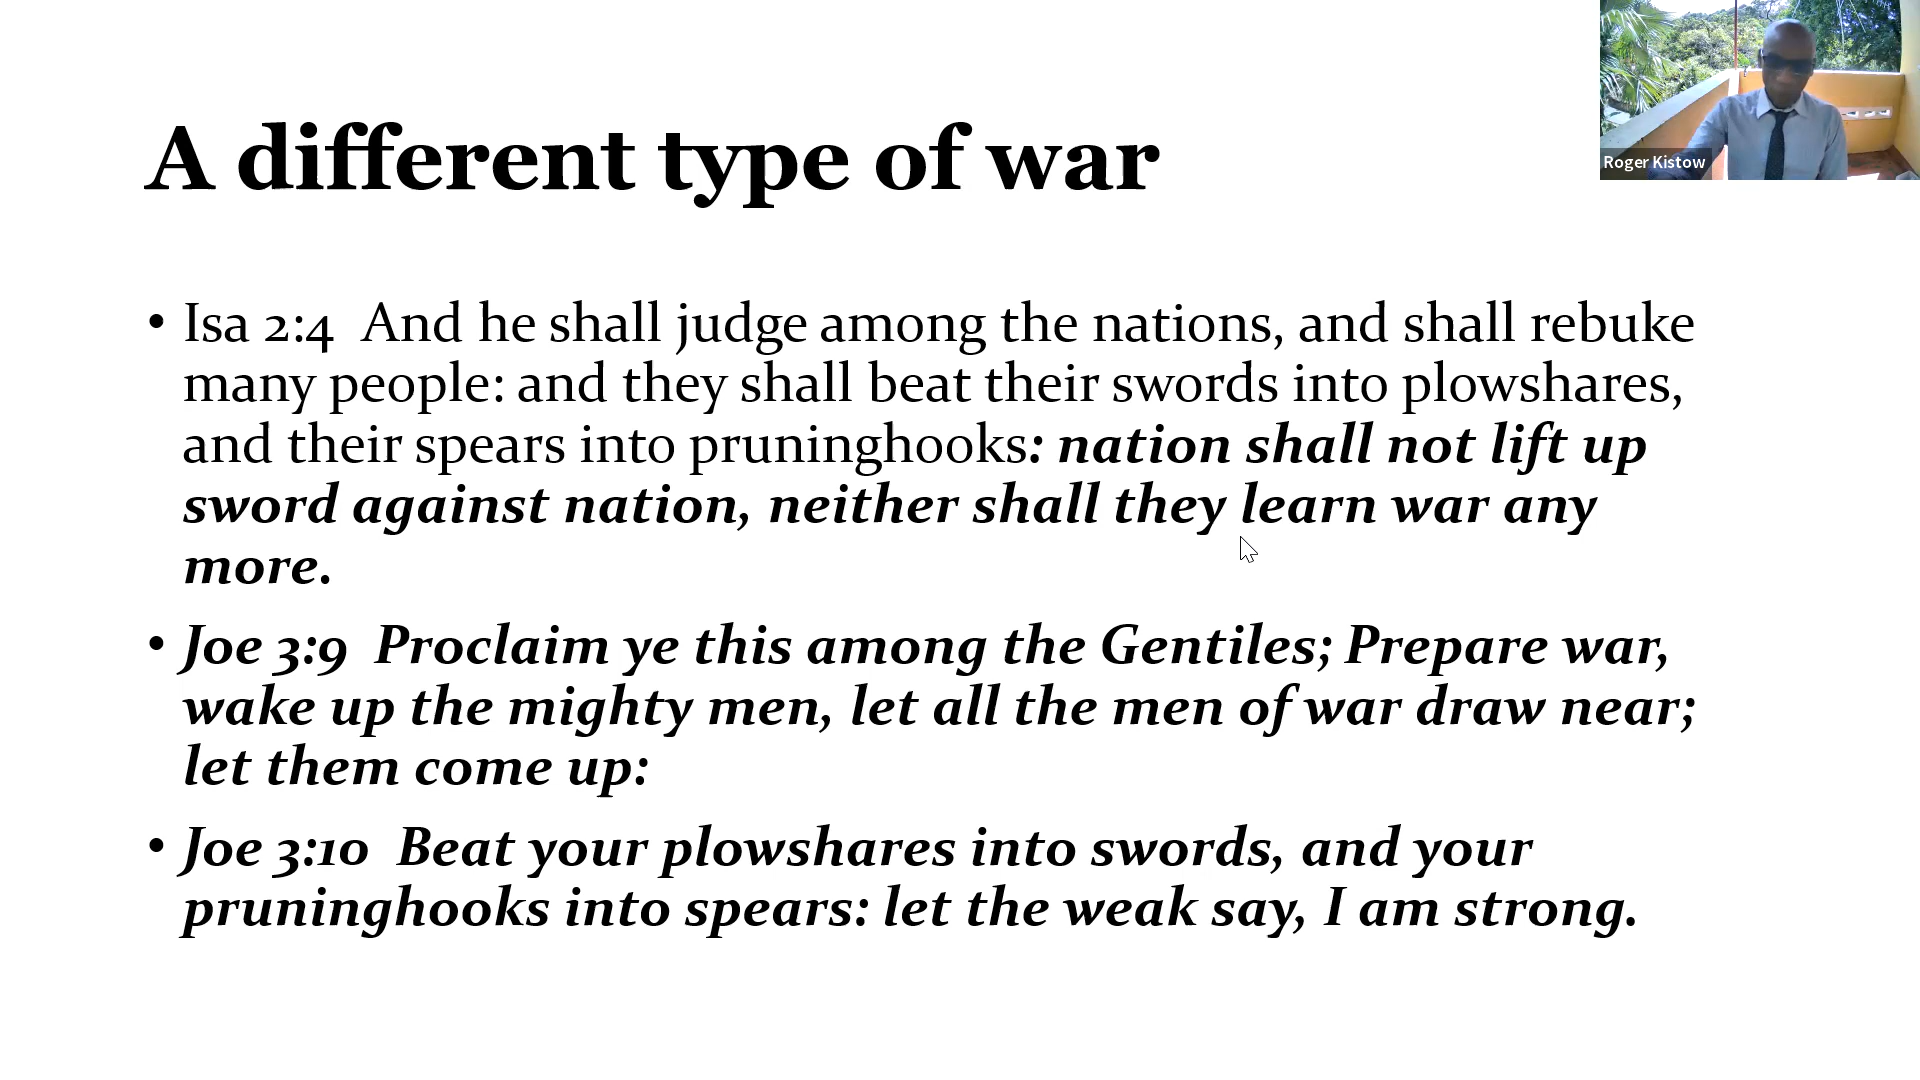 A different type of war
Roger Kistow
• Isa 2:4  And he shall judge among the nations, and shall rebuke
many people: and they shall beat their swords into plowshares,
and their spears into pruninghooks: nation shall not lift up
sword against nation, neither shall they learn war any
more.
• Joe 3:9  Proclaim ye this among the Gentiles; Prepare war,
wake up the mighty men, let all the men of war draw near;
let them come up:
• Joe 3:10  Beat your plowshares into swords, and your
pruninghooks into spears: let the weak say, I am strong.